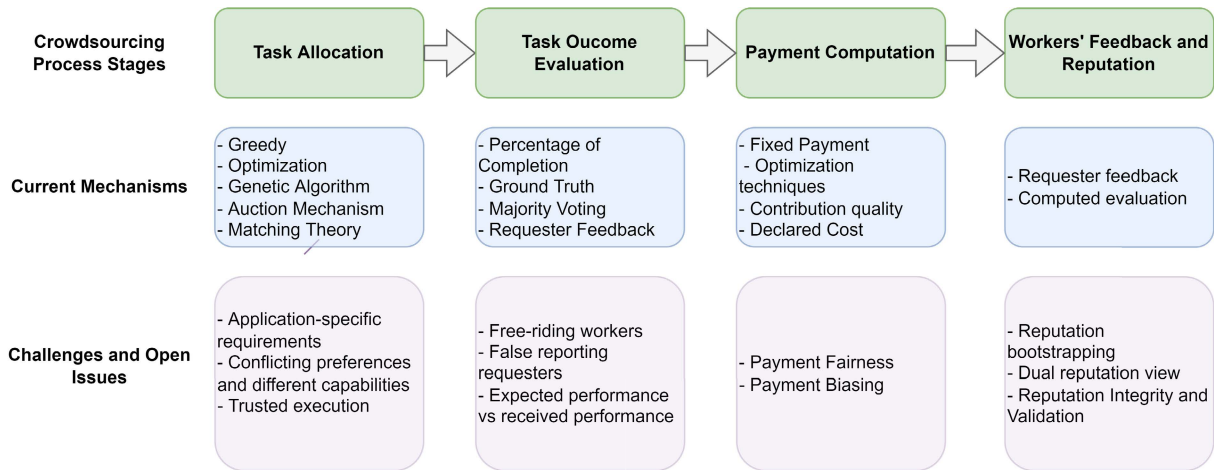 Crowdsourcing
Process Stages
Task Allocation
Task Oucome
Evaluation
Payment Computation
Workers' Feedback and
Reputation
Current Mechanisms
- Greedy
- Optimization
- Genetic Algorithm
- Auction Mechanism
- Matching Theory
- Percentage of
Completion
- Ground Truth
- Majority Voting
- Requester Feedback
- Fixed Payment
- Optimization
techniques
- Contribution quality
- Declared Cost
- Requester feedback
- Computed evaluation
Challenges and Open
Issues
- Application-specific
requirements
- Conflicting preferences
and different capabilities
- Trusted execution
- Free-riding workers
- False reporting
requesters
- Expected performance
vs received performance
- Payment Fairness
- Payment Biasing
- Reputation
bootstrapping
- Dual reputation view
- Reputation Integrity and
Validation